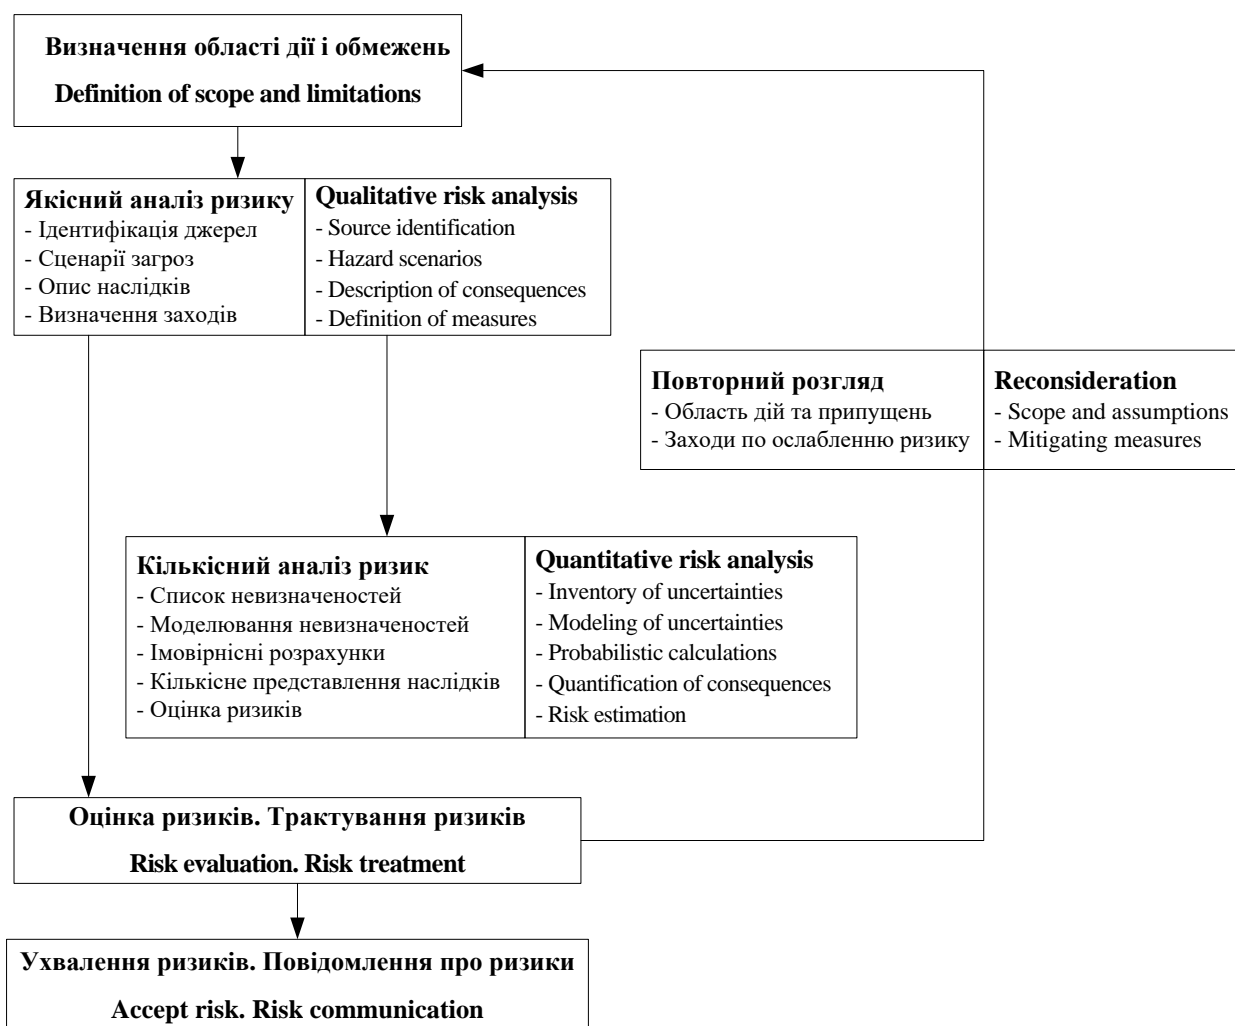 Визначення області дії і обмежень
Definition of scope and limitations
Якісний аналіз ризику
- Ідентифікація джерел
- Сценарії загроз
- Опис наслідків
- Визначення заходів
Qualitative risk analysis
- Source identification
- Hazard scenarios
- Description of consequences
- Definition of measures
Повторний розгляд
- Область дій та припущень
- Заходи по ослабленню ризику
Reconsideration
- Scope and assumptions
- Mitigating measures
Кількісний аналіз ризик
- Список невизначеностей
- Моделювання невизначеностей
- Імовірнісні розрахунки
- Кількісне представлення наслідків
- Оцінка ризиків
Quantitative risk analysis
- Inventory of uncertainties
- Modeling of uncertainties
- Probabilistic calculations
- Quantification of consequences
- Risk estimation
Оцінка ризиків. Трактування ризиків
Risk evaluation. Risk treatment
Ухвалення ризиків. Повідомлення про ризики
Accept risk. Risk communication